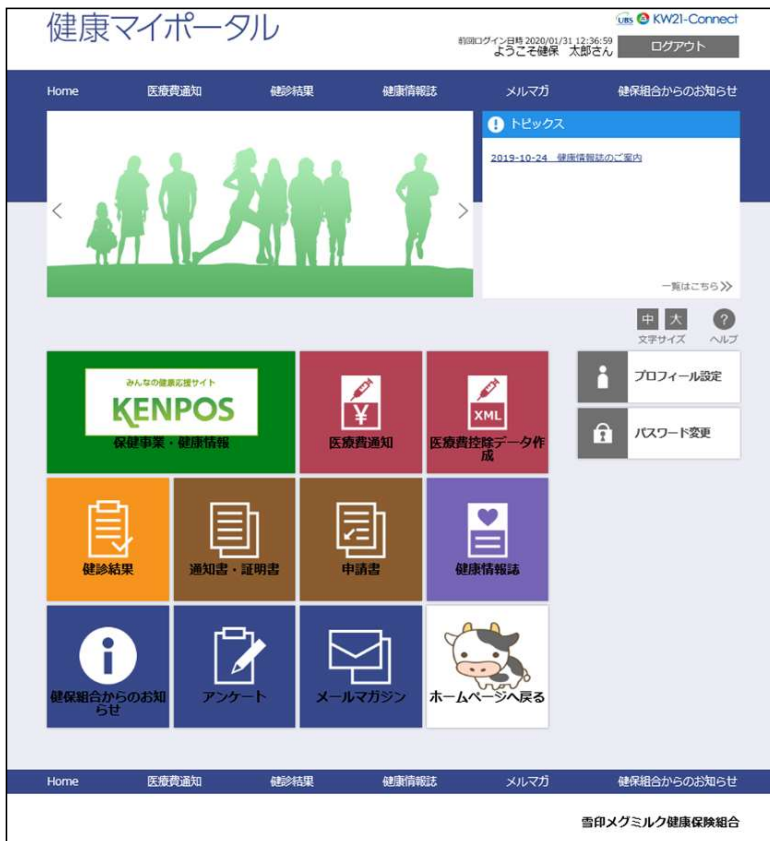 健康マイポータル
UBS KW21-Connect
前回ログイン日時 2020/01/31 12:36:59
ようこそ健保 太郎さん
ログアウト
Home 医療費通知 健診結果 健康情報誌 メルマガ 健保組合からのお知らせ
トピックス
2019-10-24 健康情報誌のご案内
一覧はこちら
中 大 ?
文字サイズ ヘルプ
みんなの健康応援サイト
KENPOS
保健事業・健康情報
¥
医療費通知
XML
医療費控除データ作
成
プロフィール設定
パスワード変更
健診結果
通知書・証明書
申請書
健康情報誌
健保組合からのお知
らせ
アンケート
メールマガジン
ホームページへ戻る
Home 医療費通知 健診結果 健康情報誌 メルマガ 健保組合からのお知らせ
雪印メグミルク健康保険組合